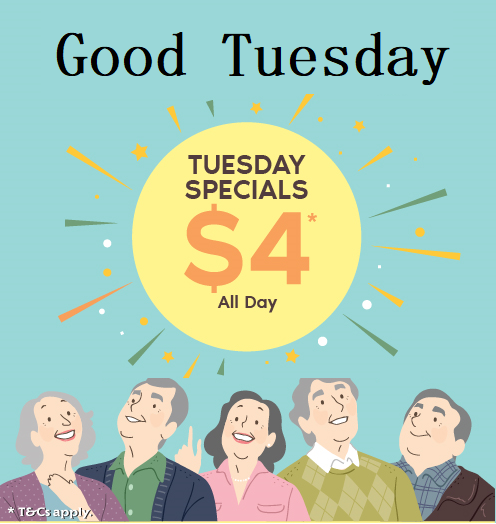 Good Tuesday
TUESDAY
SPECIALS
$4*
All Day
* T&Cs apply.